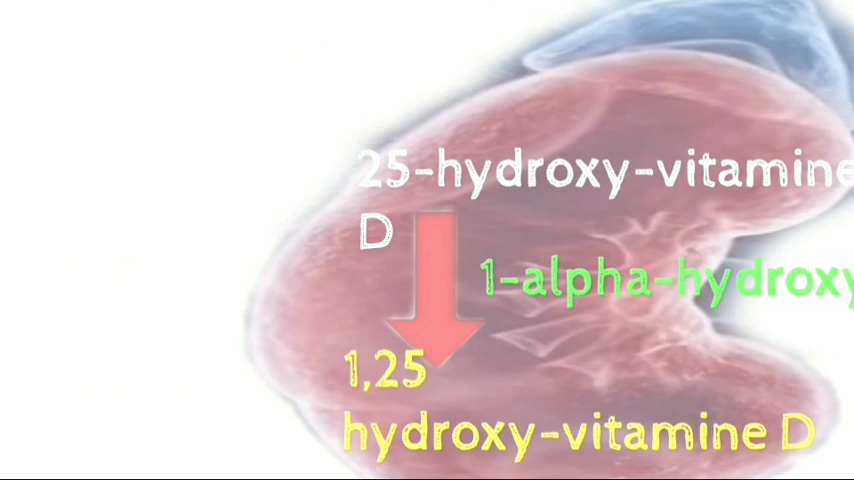 25-hydroxy-vitamine
D
1-alpha-hydroxy
1,25
hydroxy-vitamine D